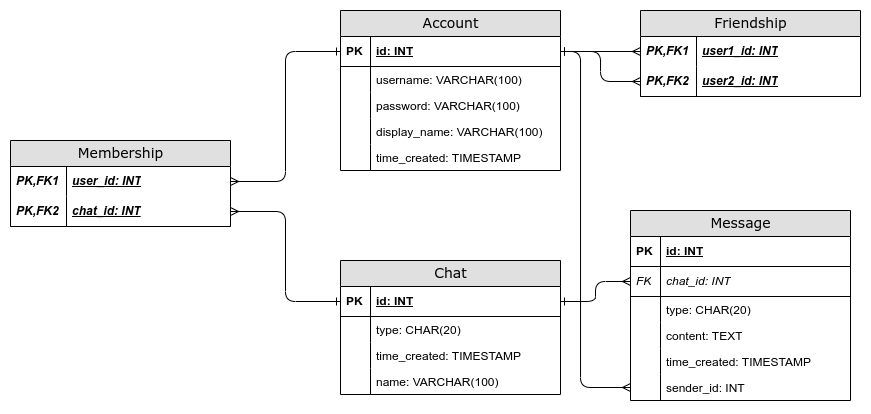 Account
PK id: INT
username: VARCHAR(100)
password: VARCHAR(100)
display_name: VARCHAR(100)
time_created: TIMESTAMP
Friendship
PK,FK1 user1_id: INT
PK,FK2 user2_id: INT
Membership
PK,FK1 user_id: INT
PK,FK2 chat_id: INT
Chat
PK id: INT
type: CHAR(20)
time_created: TIMESTAMP
name: VARCHAR(100)
Message
PK id: INT
FK chat_id: INT
type: CHAR(20)
content: TEXT
time_created: TIMESTAMP
sender_id: INT